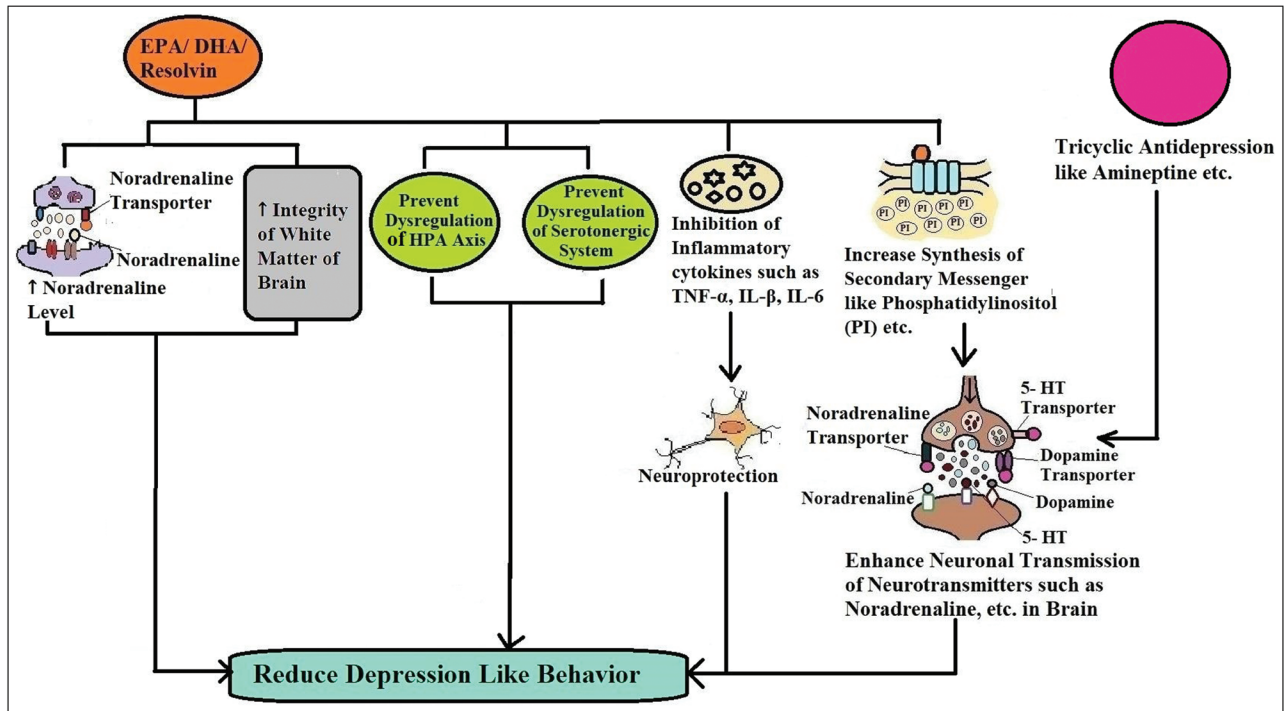 EPA/ DHA/
Resolvin
Tricyclic Antidepression
like Amineptine etc.
Noradrenaline
Transporter
Noradrenaline
↑ Noradrenaline
Level
↑ Integrity
of White
Matter of
Brain
Prevent
Dysregulation
of HPA Axis
Prevent
Dysregulation
of Serotonergic
System
Inhibition of
Inflammatory
cytokines such as
TNF-α, IL-β, IL-6
PI
PI
PI
PI
PI
PI
PI
PI
Increase Synthesis of
Secondary Messenger
like Phosphatidylinositol
(PI) etc.
Neuroprotection
5- HT
Transporter
Noradrenaline
Transporter
Dopamine
Transporter
Noradrenaline
Dopamine
5- HT
Enhance Neuronal Transmission
of Neurotransmitters such as
Noradrenaline, etc. in Brain
Reduce Depression Like Behavior